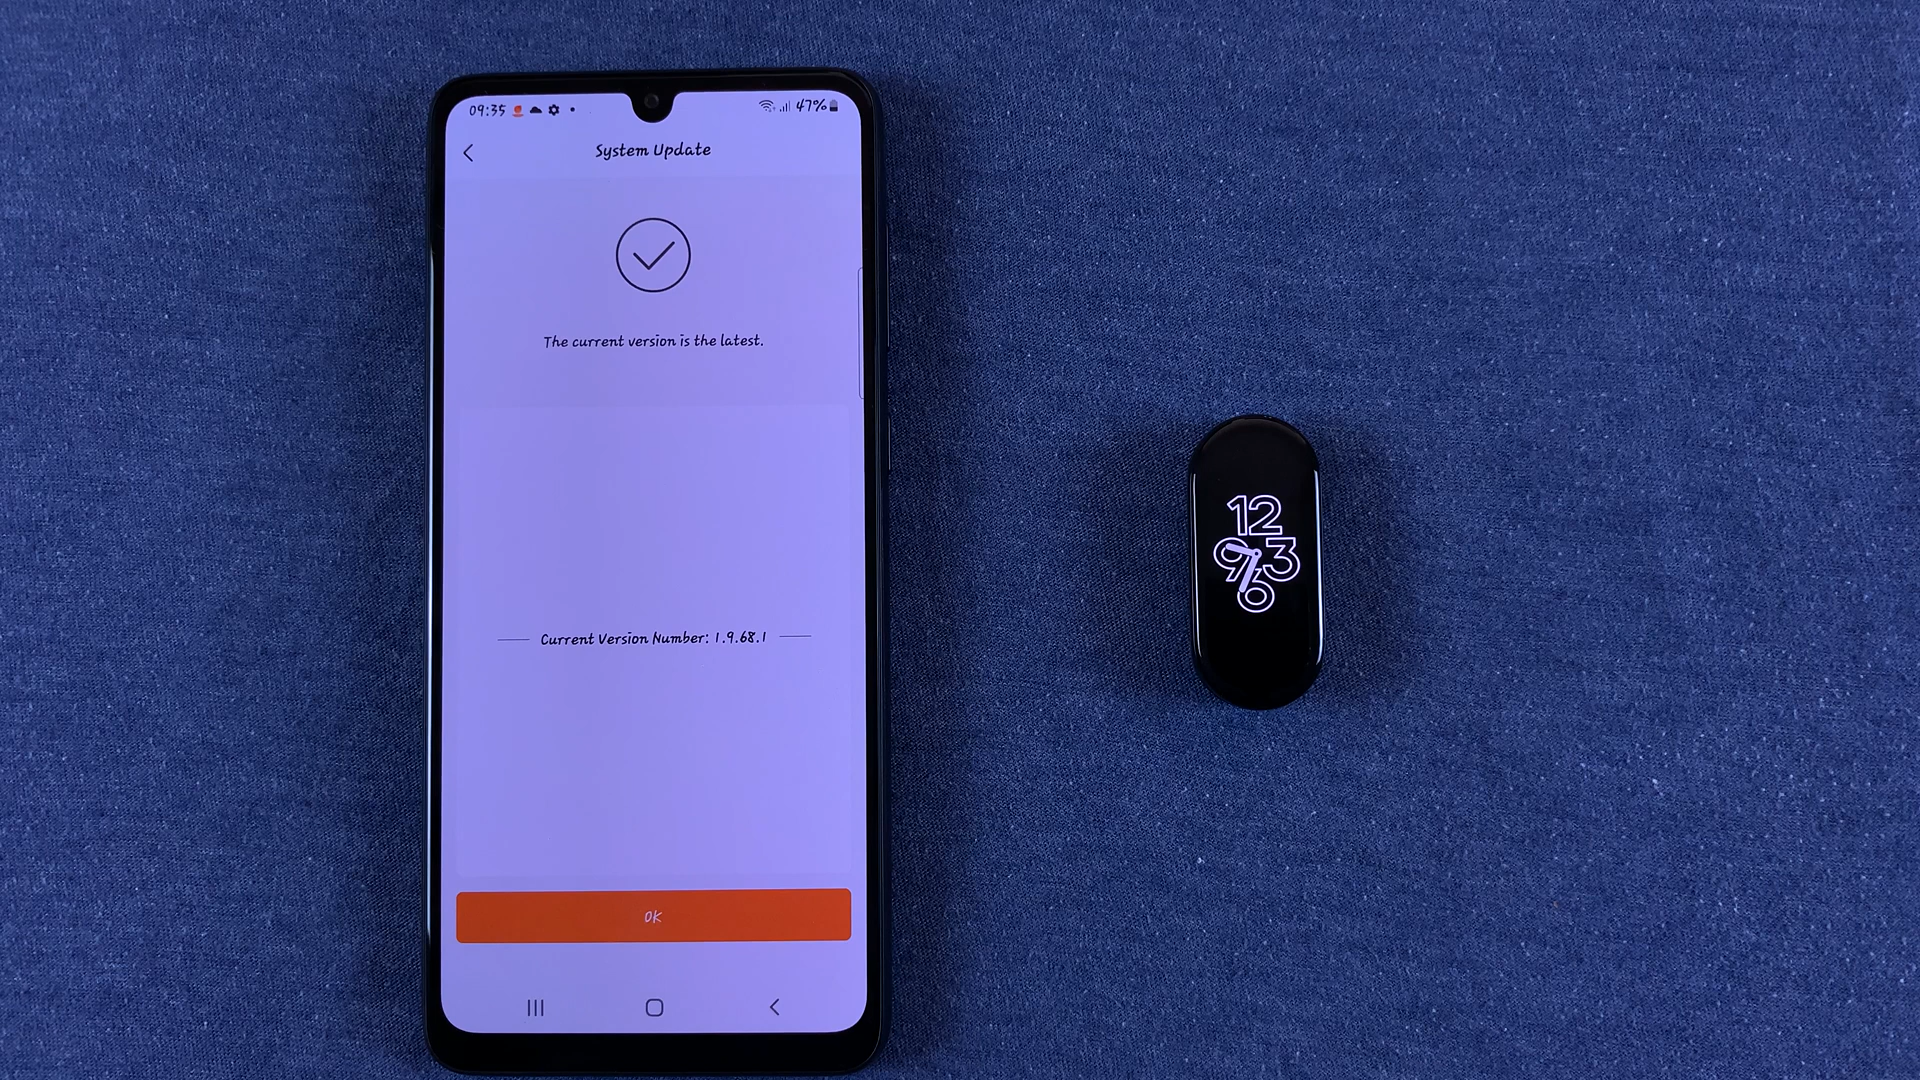 09:35 47%
System Update
The current version is the latest.
Current Version Number: 1.9.68.1
OK
12
9 3
6